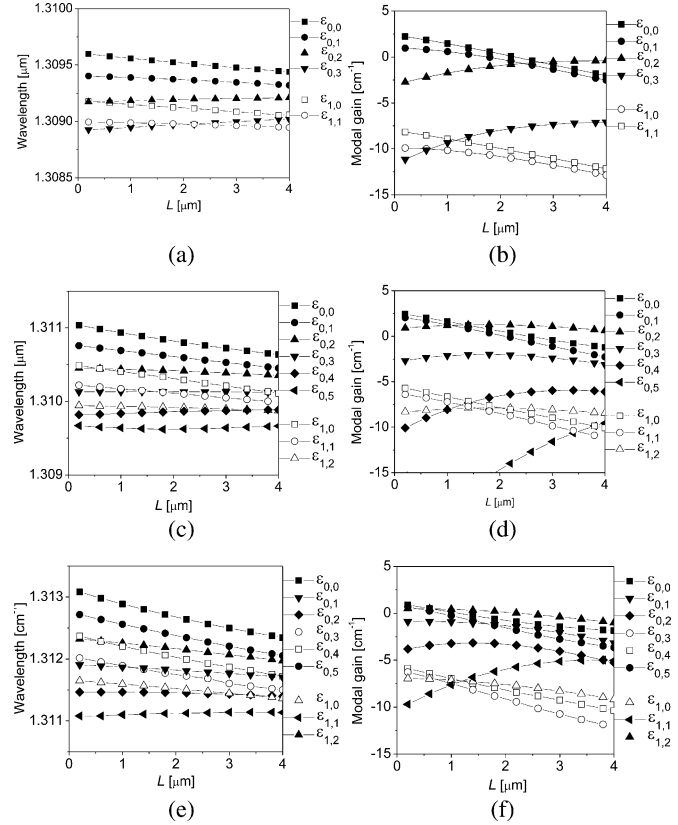 1.3100
1.3095
1.3090
1.3085
Wavelength [μm]
0 1 2 3 4
L [μm]
ε0,0
ε0,1
ε0,2
ε0,3
ε1,0
ε1,1
(a)
5
0
-5
-10
-15
Modal gain [cm⁻¹]
0 1 2 3 4
L [μm]
ε0,0
ε0,1
ε0,2
ε0,3
ε1,0
ε1,1
(b)
1.311
1.310
1.309
Wavelength [μm]
0 1 2 3 4
L [μm]
ε0,0
ε0,1
ε0,2
ε0,3
ε0,4
ε0,5
ε1,0
ε1,1
ε1,2
(c)
5
0
-5
-10
-15
Modal gain [cm⁻¹]
0 1 2 3 4
L [μm]
ε0,0
ε0,1
ε0,2
ε0,3
ε0,4
ε0,5
ε1,0
ε1,1
ε1,2
(d)
1.313
1.312
1.311
Wavelength [cm⁻¹]
0 1 2 3 4
L [μm]
ε0,0
ε0,1
ε0,2
ε0,3
ε0,4
ε0,5
ε1,0
ε1,1
ε1,2
(e)
5
0
-5
-10
-15
Modal gain [cm⁻¹]
0 1 2 3 4
L [μm]
ε0,0
ε0,1
ε0,2
ε0,3
ε0,4
ε0,5
ε1,0
ε1,1
ε1,2
(f)